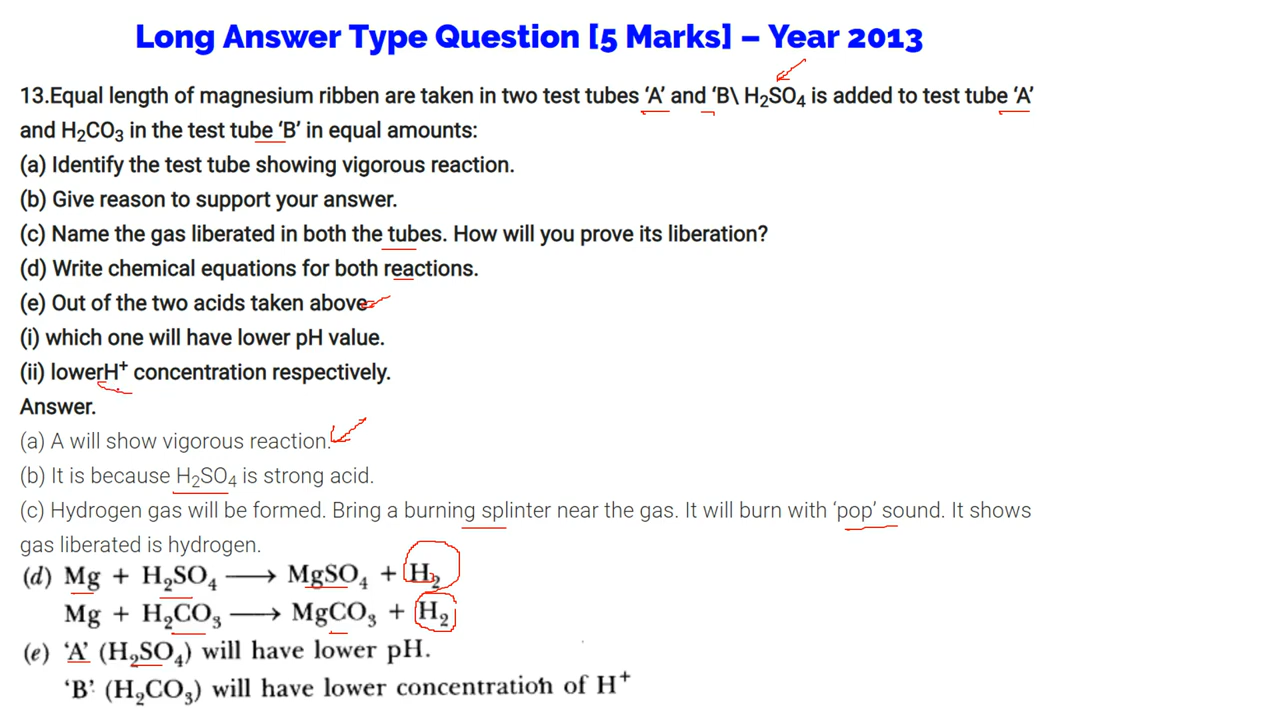 Long Answer Type Question [5 Marks] – Year 2013
13.Equal length of magnesium ribben are taken in two test tubes ‘A’ and ‘B\ H₂SO₄ is added to test tube ‘A’
and H₂CO₃ in the test tube ‘B’ in equal amounts:
(a) Identify the test tube showing vigorous reaction.
(b) Give reason to support your answer.
(c) Name the gas liberated in both the tubes. How will you prove its liberation?
(d) Write chemical equations for both reactions.
(e) Out of the two acids taken above
(i) which one will have lower pH value.
(ii) lowerH⁺ concentration respectively.
Answer.
(a) A will show vigorous reaction.
(b) It is because H₂SO₄ is strong acid.
(c) Hydrogen gas will be formed. Bring a burning splinter near the gas. It will burn with ‘pop’ sound. It shows
gas liberated is hydrogen.
(d) Mg + H₂SO₄ ⟶ MgSO₄ + H₂
Mg + H₂CO₃ ⟶ MgCO₃ + H₂
(e) ‘A’ (H₂SO₄) will have lower pH.
‘B’ (H₂CO₃) will have lower concentration of H⁺